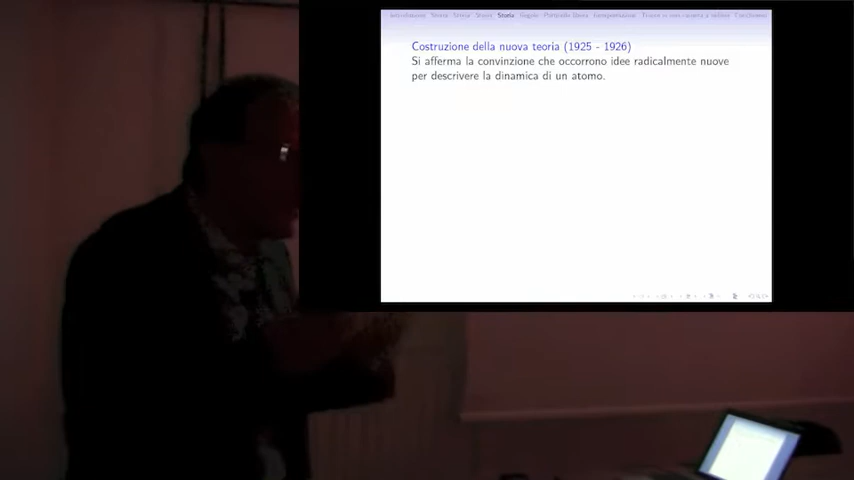 Storia
Costruzione della nuova teoria (1925 - 1926)
Si afferma la convinzione che occorrono idee radicalmente nuove
per descrivere la dinamica di un atomo.